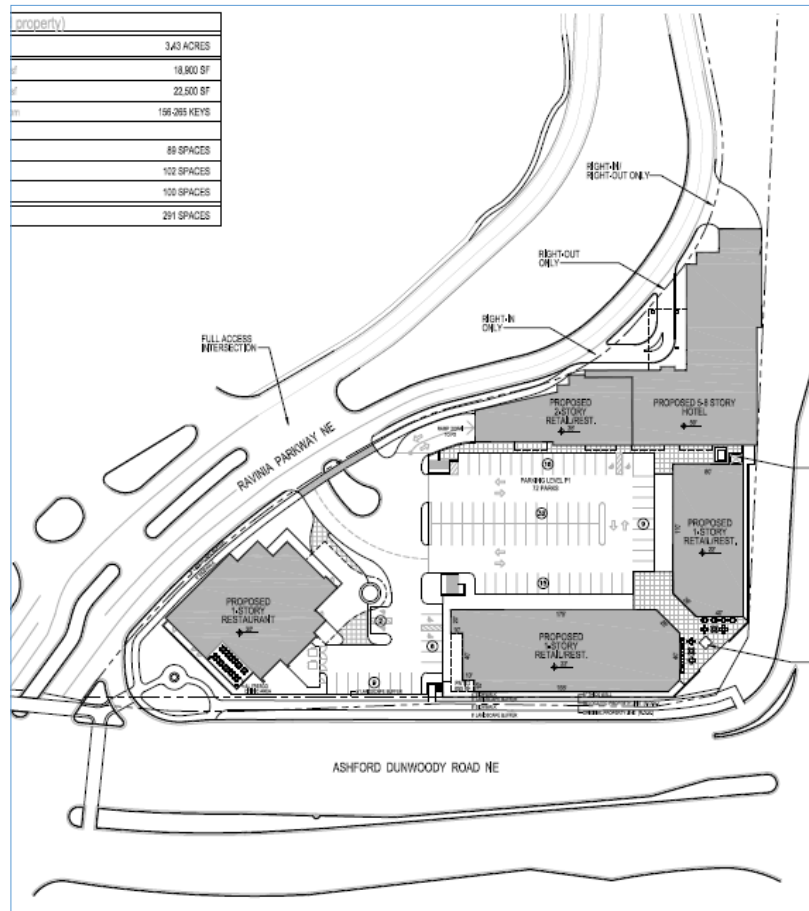 property)
3.43 ACRES
18,900 SF
22,500 SF
156-265 KEYS
89 SPACES
102 SPACES
100 SPACES
291 SPACES
RIGHT-IN/
RIGHT-OUT ONLY
RIGHT-OUT
ONLY
RIGHT-IN
ONLY
FULL ACCESS
INTERSECTION
RAVINIA PARKWAY NE
PROPOSED
2-STORY
RETAIL/REST.
PROPOSED 5-8 STORY
HOTEL
PARKING LEVEL P1
72 PARKS
PROPOSED
1-STORY
RETAIL/REST.
PROPOSED
1-STORY
RESTAURANT
PROPOSED
1-STORY
RETAIL/REST.
ASHFORD DUNWOODY ROAD NE